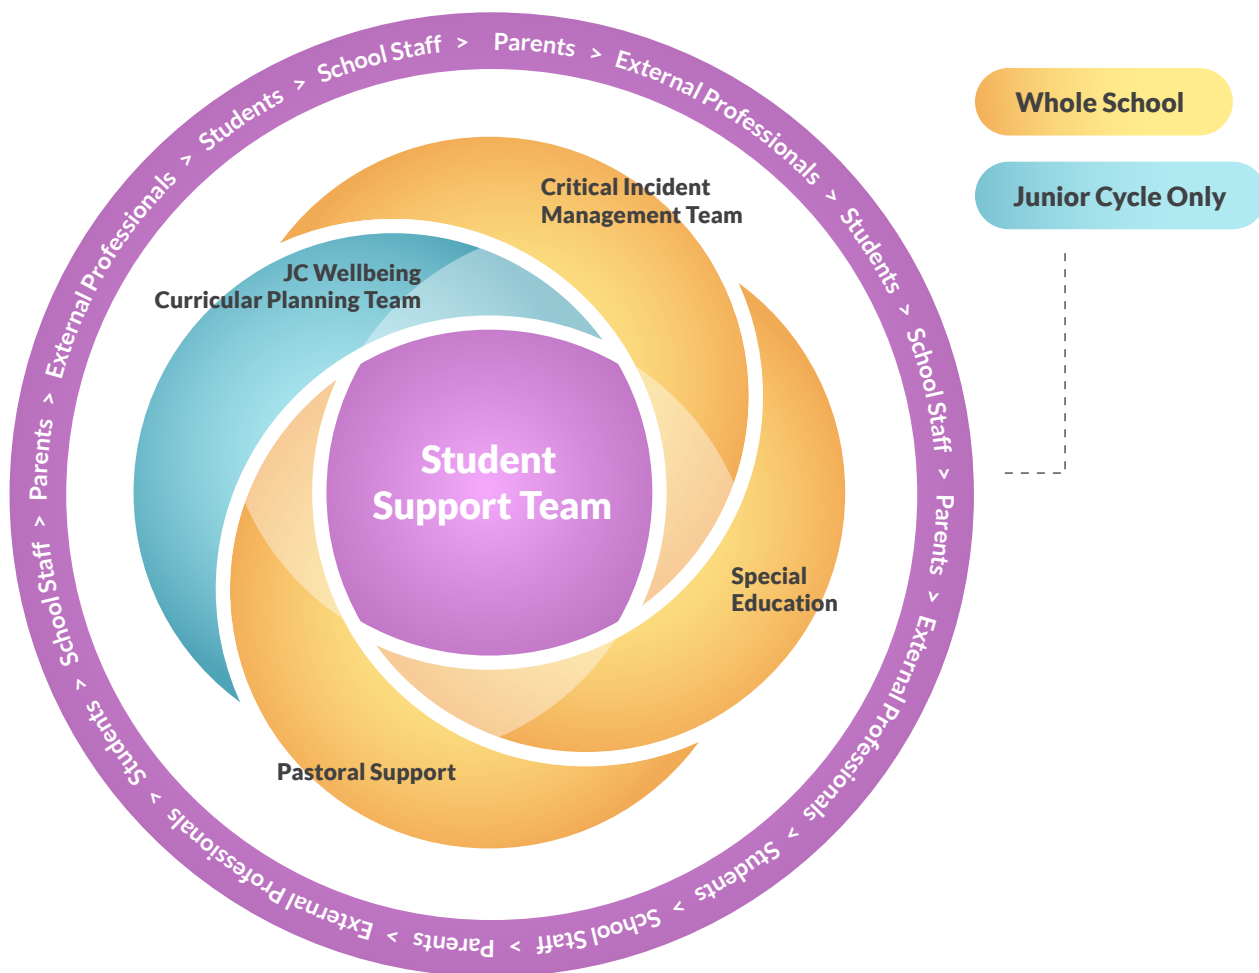 Parents > External Professionals > Students > School Staff > Parents > External Professionals > Students > School Staff > Parents > External Professionals > Students > School Staff > Parents > External Professionals > Students > School Staff >
Whole School
Junior Cycle Only
Critical Incident
Management Team
JC Wellbeing
Curricular Planning Team
Student
Support Team
Special
Education
Pastoral Support